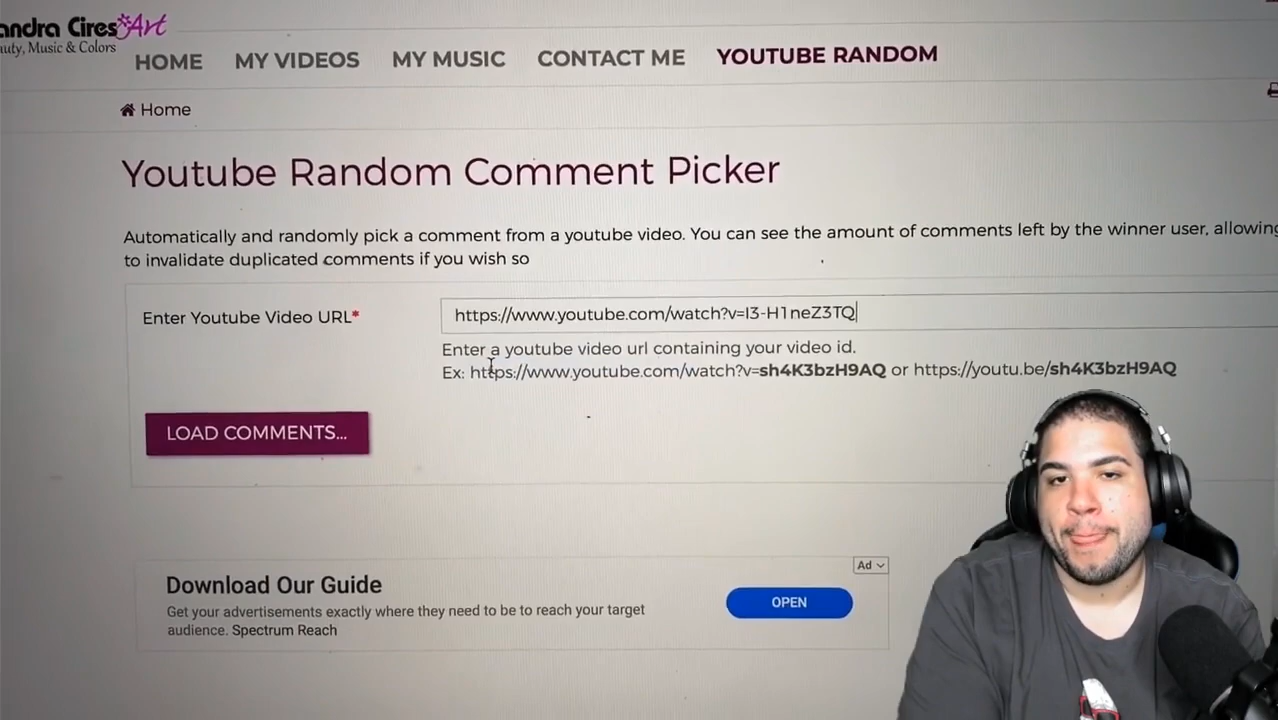 andra Cires Art
auty, Music & Colors
HOME MY VIDEOS MY MUSIC CONTACT ME YOUTUBE RANDOM
Home
Youtube Random Comment Picker
Automatically and randomly pick a comment from a youtube video. You can see the amount of comments left by the winner user, allowing
to invalidate duplicated comments if you wish so
Enter Youtube Video URL*
https://www.youtube.com/watch?v=I3-H1neZ3TQ
Enter a youtube video url containing your video id.
Ex: https://www.youtube.com/watch?v=sh4K3bzH9AQ or https://youtu.be/sh4K3bzH9AQ
LOAD COMMENTS...
Ad
Download Our Guide
Get your advertisements exactly where they need to be to reach your target
audience. Spectrum Reach
OPEN